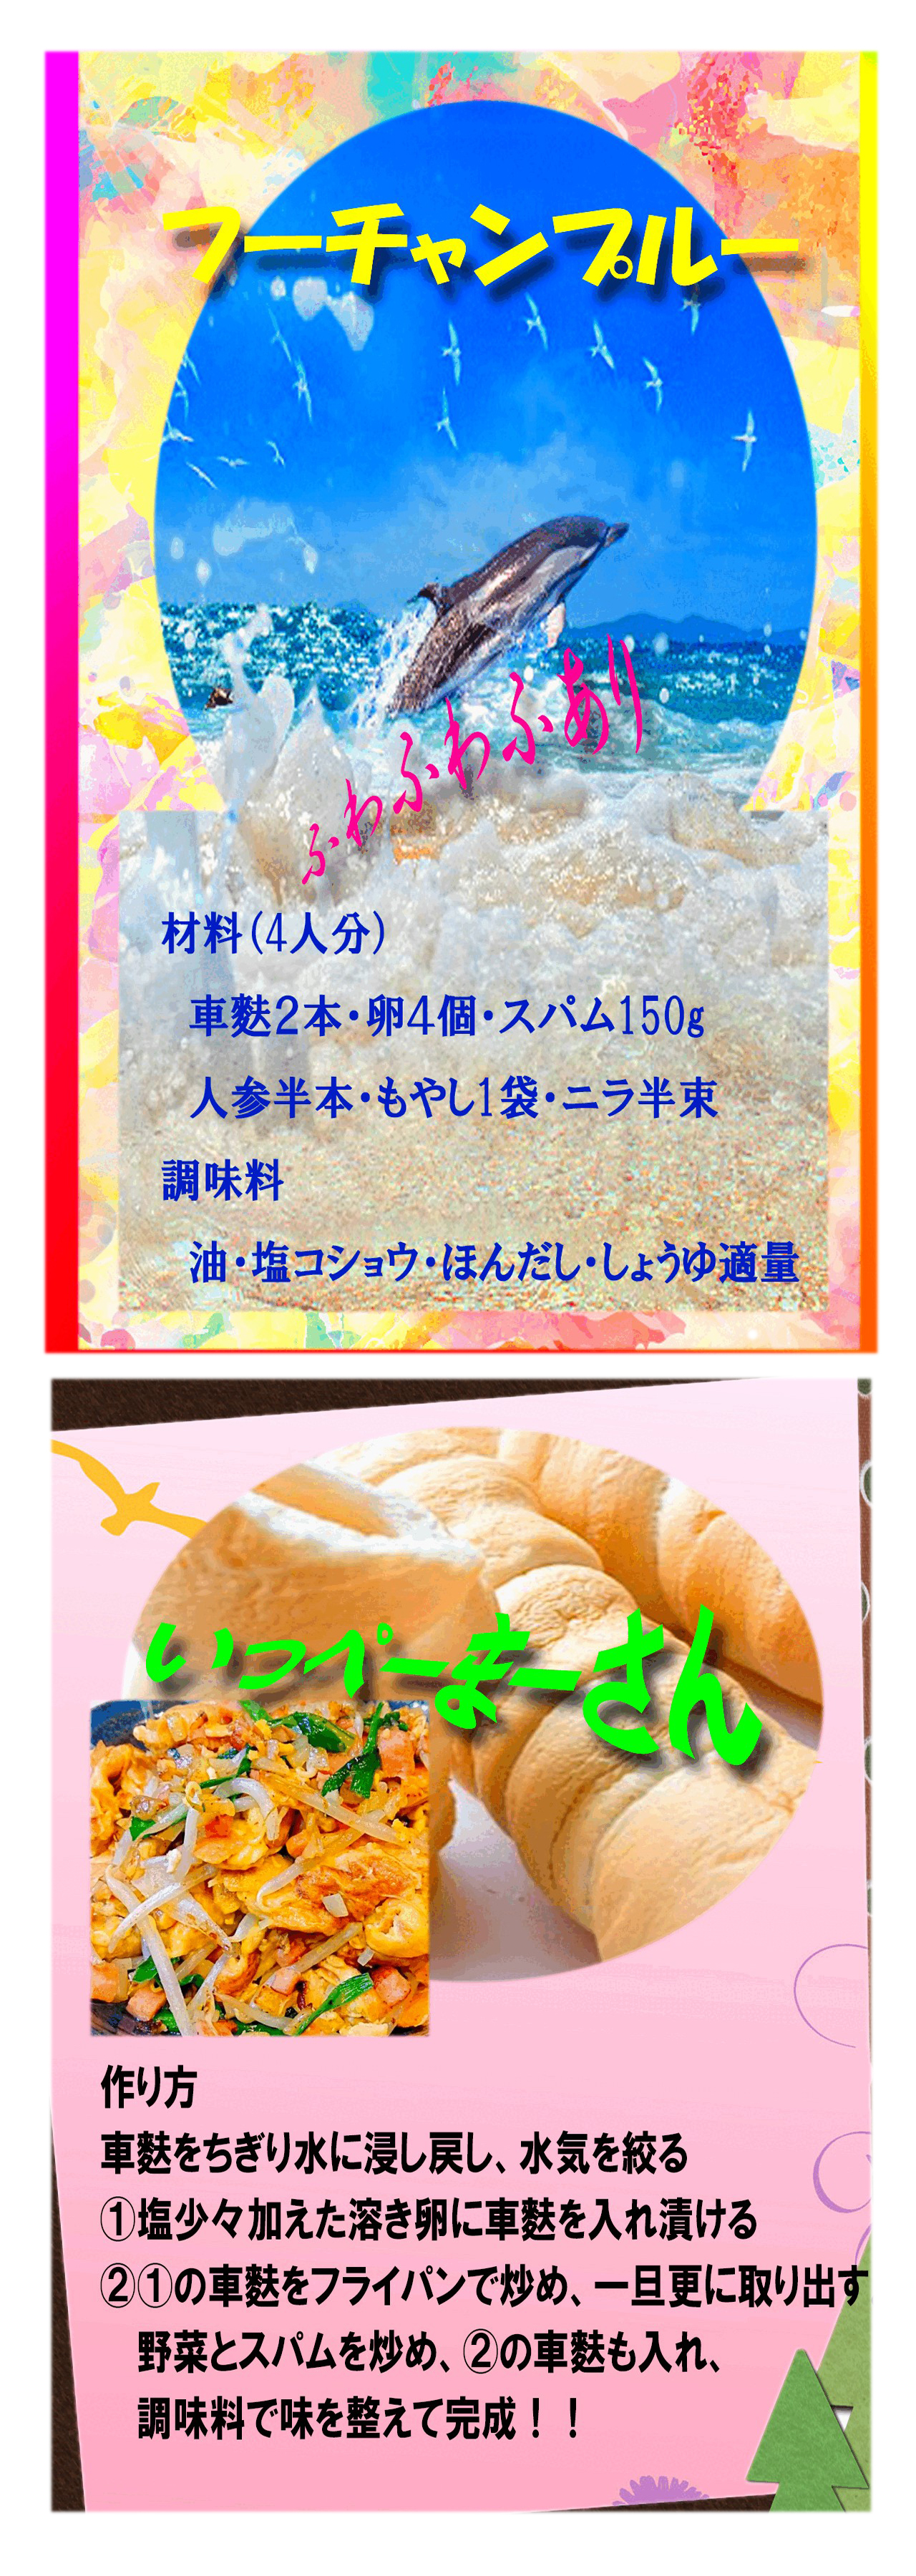 フーチャンプルー
ふわふわふあり
材料(4人分)
車麩2本・卵4個・スパム150g
人参半本・もやし1袋・ニラ半束
調味料
油・塩コショウ・ほんだし・しょうゆ適量
いっぺーまーさん
作り方
車麩をちぎり水に浸し戻し、水気を絞る
①塩少々加えた溶き卵に車麩を入れ漬ける
②①の車麩をフライパンで炒め、一旦更に取り出す
野菜とスパムを炒め、②の車麩も入れ、
調味料で味を整えて完成！！